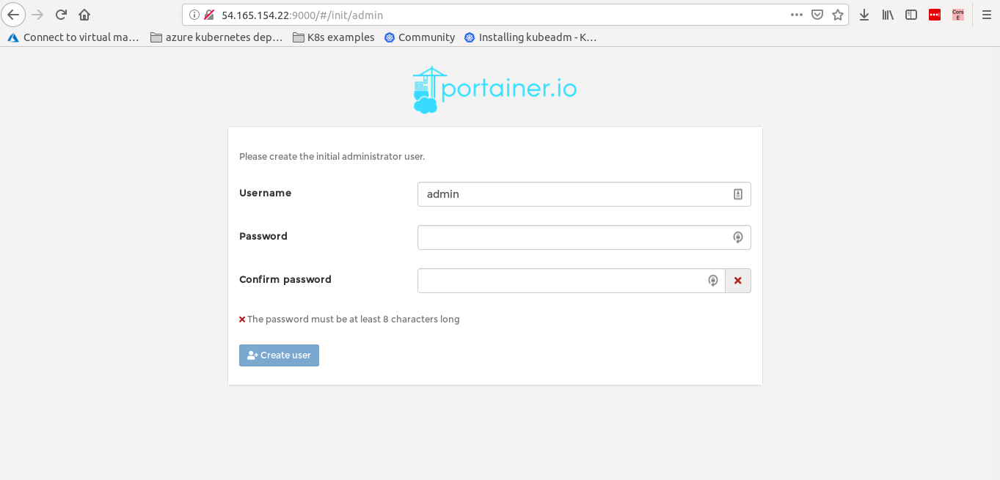 54.165.154.22:9000/#/init/admin
Cors
E
Connect to virtual ma… azure kubernetes dep… K8s examples Community Installing kubeadm - K…
portainer.io
Please create the initial administrator user.
Username admin
Password
Confirm password
The password must be at least 8 characters long
Create user